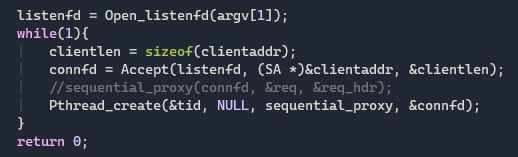 listenfd = Open_listenfd(argv[1]);
while(1){
    clientlen = sizeof(clientaddr);
    connfd = Accept(listenfd, (SA *)&clientaddr, &clientlen);
    //sequential_proxy(connfd, &req, &req_hdr);
    Pthread_create(&tid, NULL, sequential_proxy, &connfd);
}
return 0;